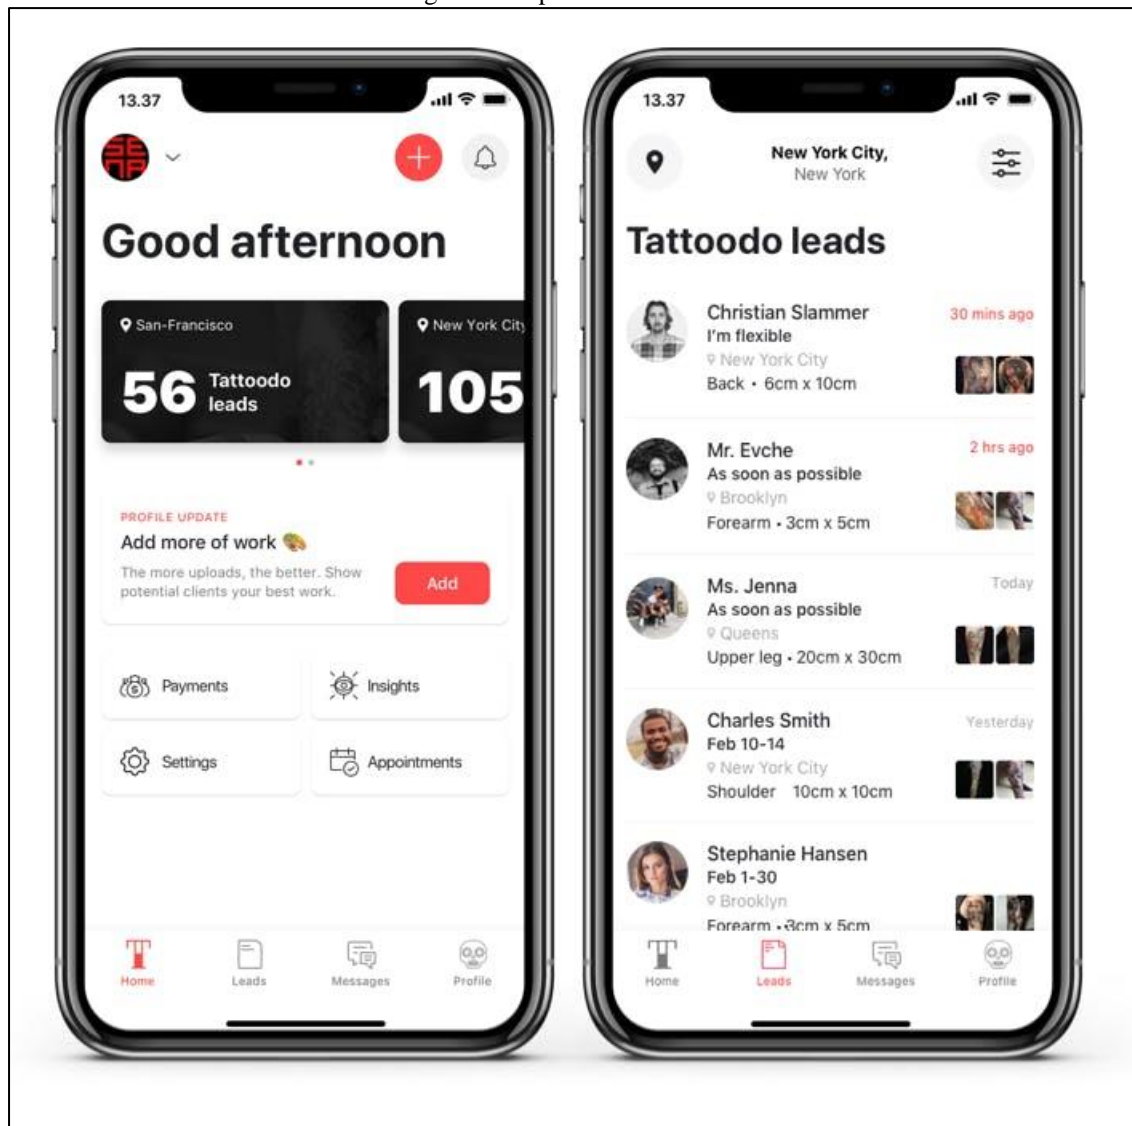 13.37
Good afternoon
San-Francisco
56 Tattoodo
leads
New York City
105
PROFILE UPDATE
Add more of work
The more uploads, the better. Show
potential clients your best work.
Add
Payments
Insights
Settings
Appointments
Home
Leads
Messages
Profile
13.37
New York City,
New York
Tattoodo leads
Christian Slammer
30 mins ago
I'm flexible
New York City
Back • 6cm x 10cm
Mr. Evche
2 hrs ago
As soon as possible
Brooklyn
Forearm • 3cm x 5cm
Ms. Jenna
Today
As soon as possible
Queens
Upper leg • 20cm x 30cm
Charles Smith
Yesterday
Feb 10-14
New York City
Shoulder 10cm x 10cm
Stephanie Hansen
Feb 1-30
Brooklyn
Forearm • 3cm x 5cm
Home
Leads
Messages
Profile